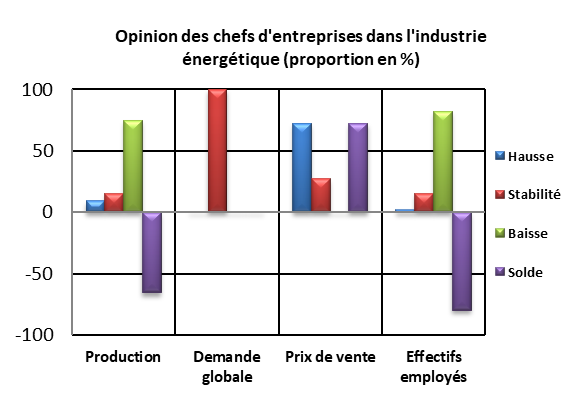 Opinion des chefs d'entreprises dans l'industrie
énergétique (proportion en %)
100
50
0
-50
-100
Production
Demande
globale
Prix de vente
Effectifs
employés
Hausse
Stabilité
Baisse
Solde